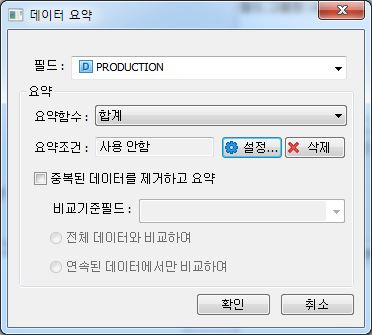 데이터 요약
필드 : D PRODUCTION
요약
요약함수 : 합계
요약조건 : 사용 안함 설정... 삭제
중복된 데이터를 제거하고 요약
비교기준필드 :
전체 데이터와 비교하여
연속된 데이터에서만 비교하여
확인 취소